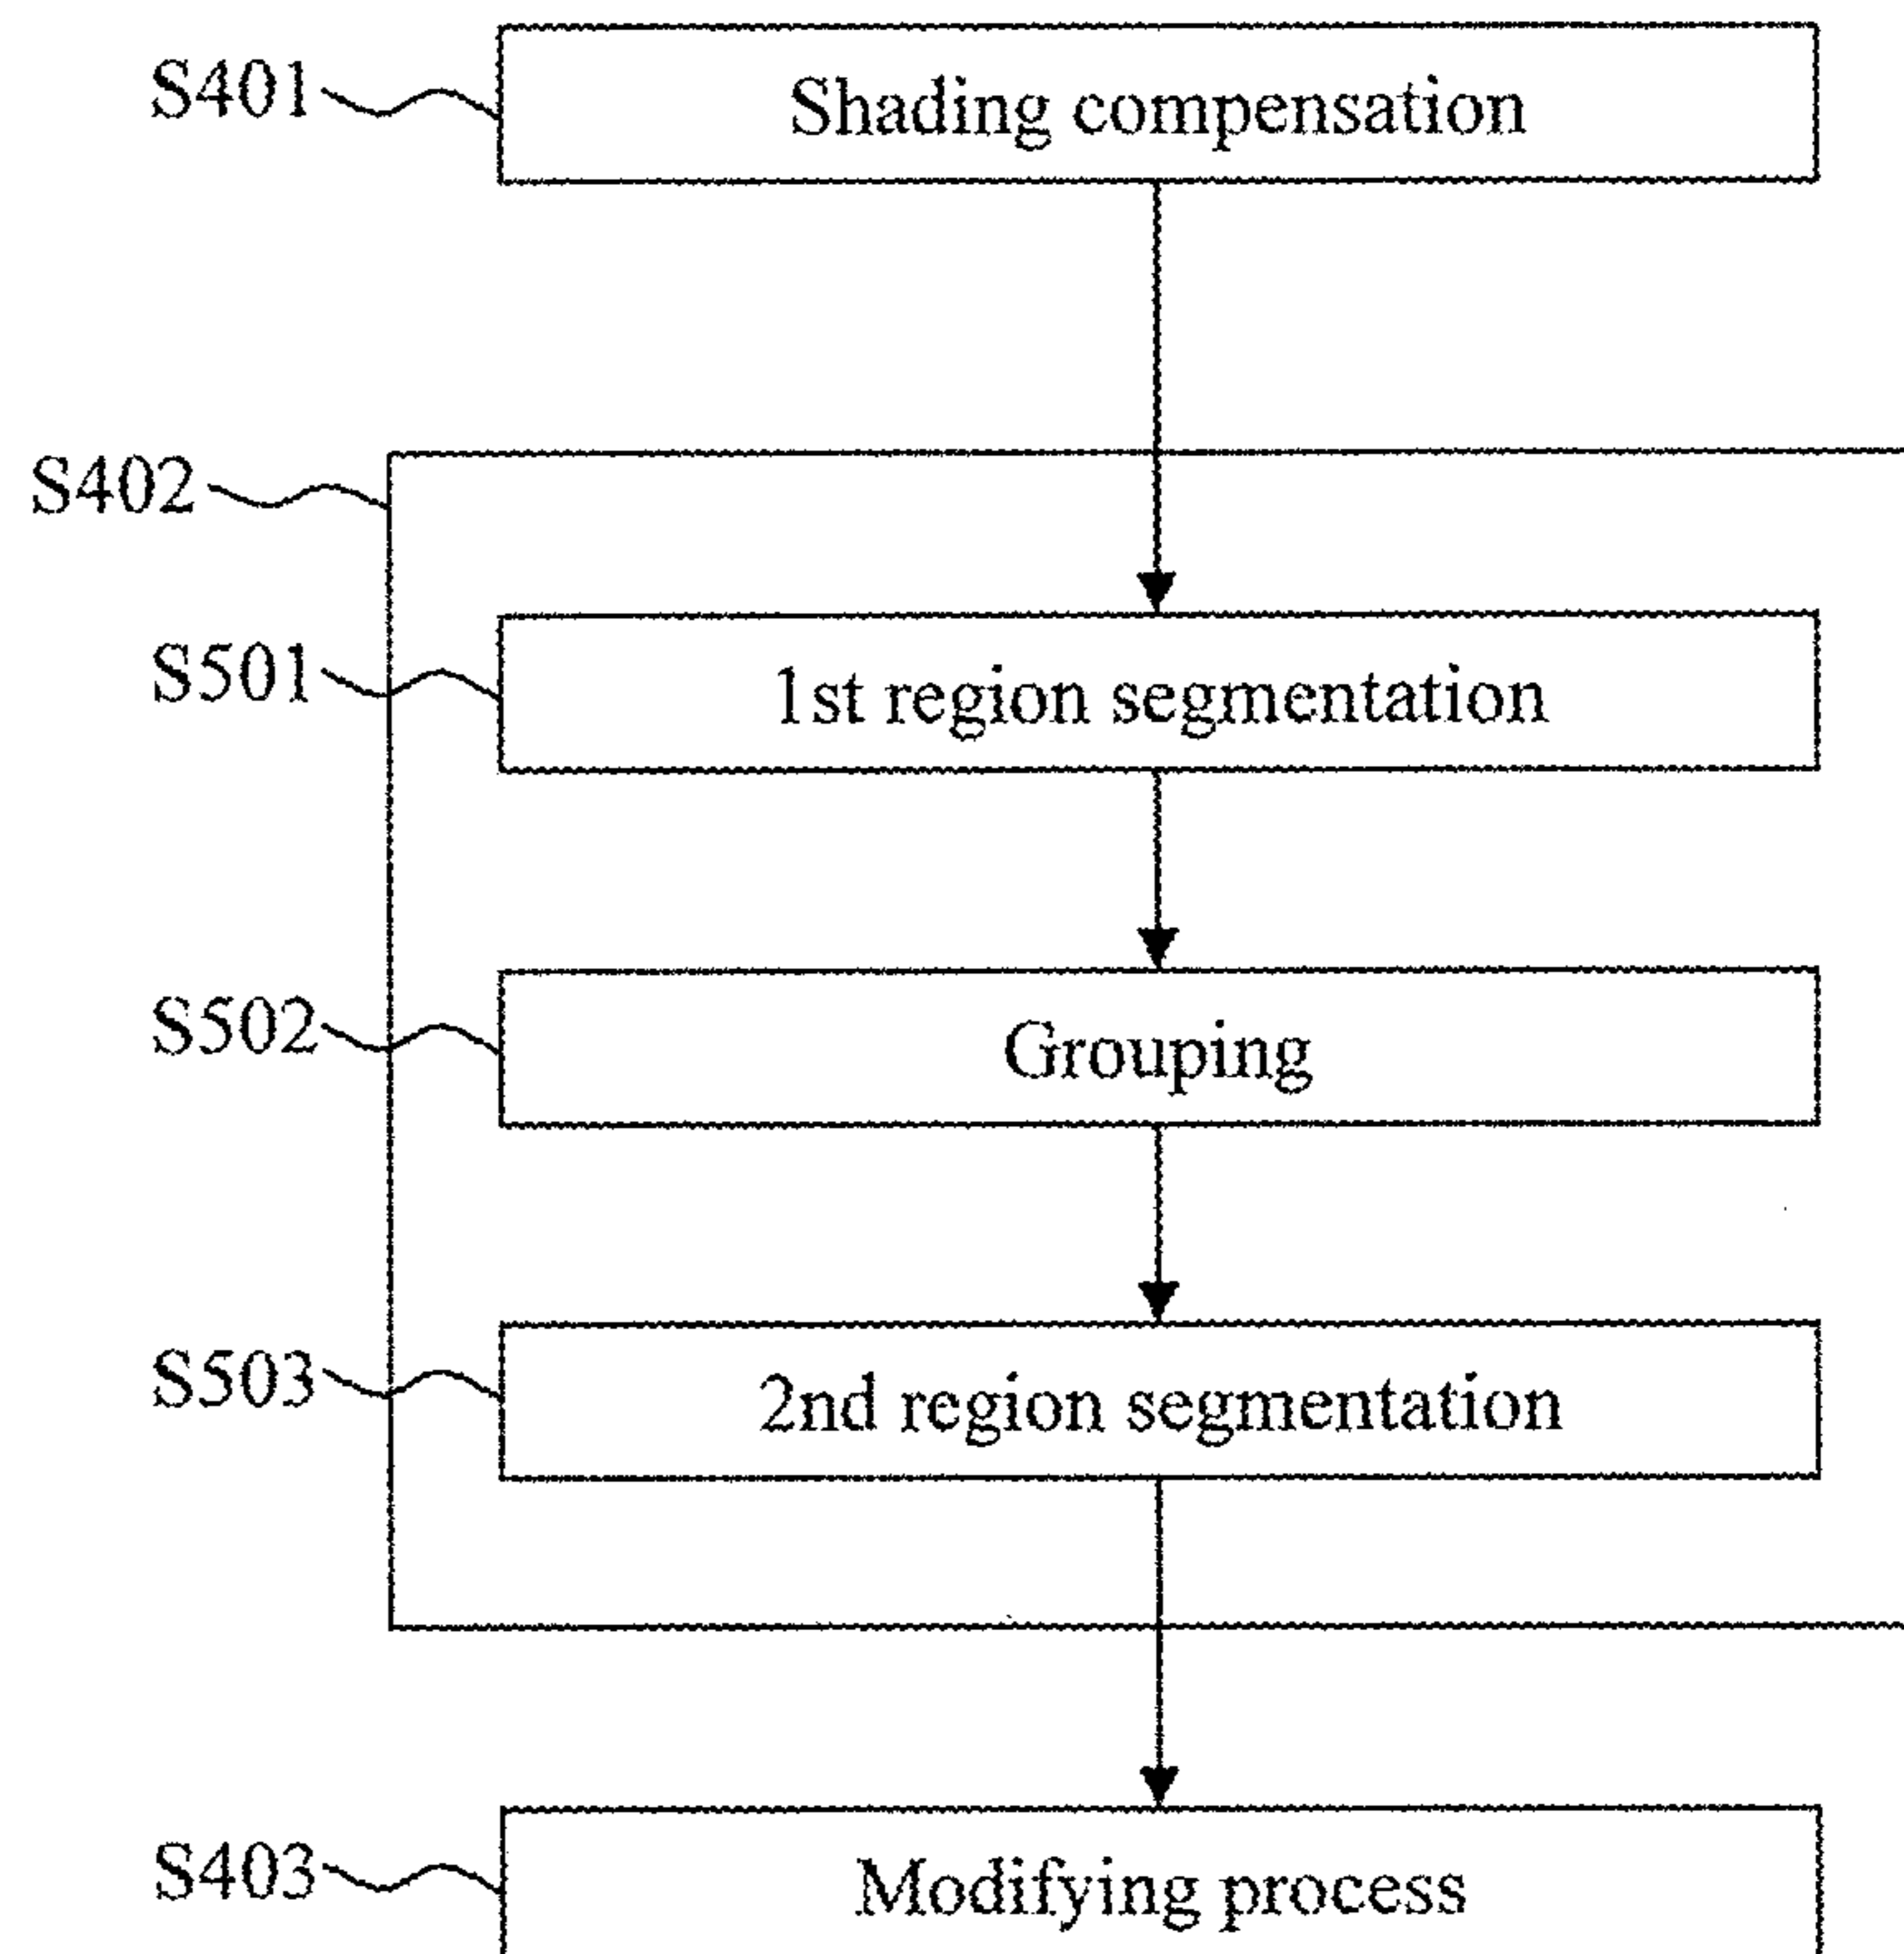 S401 Shading compensation
S402
S501 1st region segmentation
S502 Grouping
S503 2nd region segmentation
S403 Modifying process